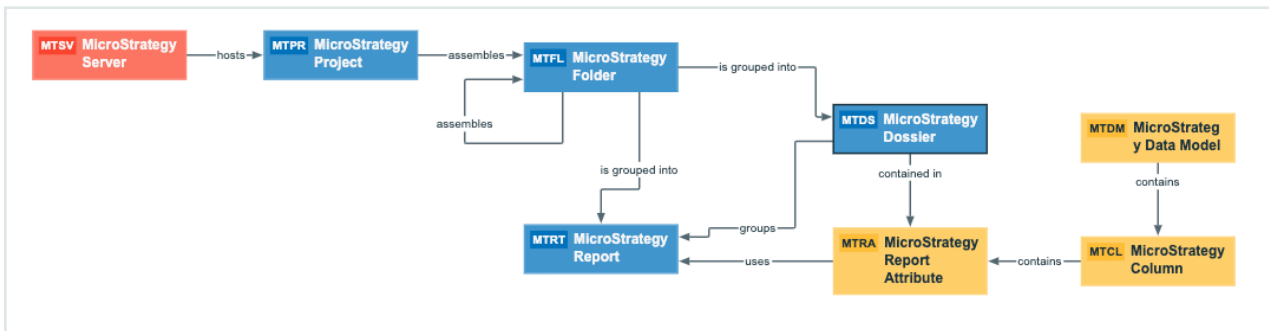 MTSV MicroStrategy
Server
hosts
MTPR MicroStrategy
Project
assembles
MTFL MicroStrategy
Folder
is grouped into
assembles
MTDS MicroStrategy
Dossier
MTDM MicroStrateg
y Data Model
is grouped into
contained in
contains
MTRT MicroStrategy
Report
groups
uses
MTRA MicroStrategy
Report
Attribute
contains
MTCL MicroStrategy
Column